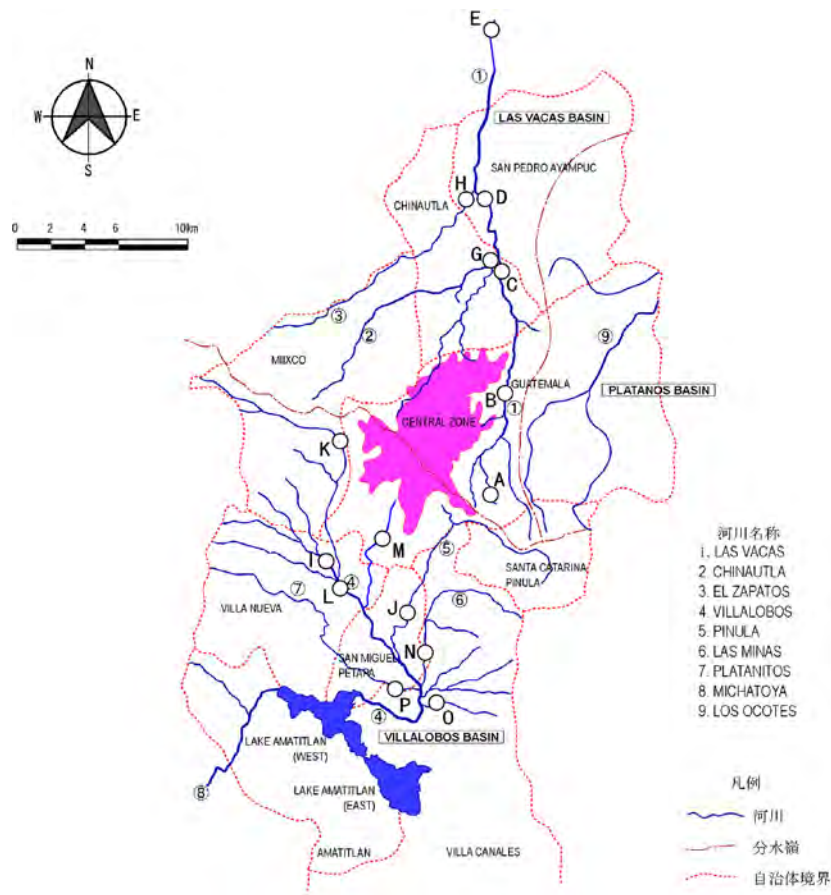 E
①
N
W
E
S
LAS VACAS BASIN
SAN PEDRO AYAMPUC
H
D
CHINAUTLA
0 2 4 6 10km
G
C
③
②
⑨
MIIXCO
GUATEMALA
B
①
PLATANOS BASIN
CENTRAL ZONE
K
A
M
⑤
I
④
SANTA CATARINA
PINULA
⑦
L
⑥
VILLA NUEVA
J
N
SAN MIGUEL
PETAPA
P
O
④
VILLALOBOS BASIN
LAKE AMATITLAN
(WEST)
⑧
LAKE AMATITLAN
(EAST)
AMATITLAN
VILLA CANALES
河川名称
1. LAS VACAS
2 CHINAUTLA
3. EL ZAPATOS
4 VILLALOBOS
5. PINULA
6 LAS MINAS
7. PLATANITOS
8 MICHATOYA
9. LOS OCOTES
凡例
河川
分水嶺
自治体境界